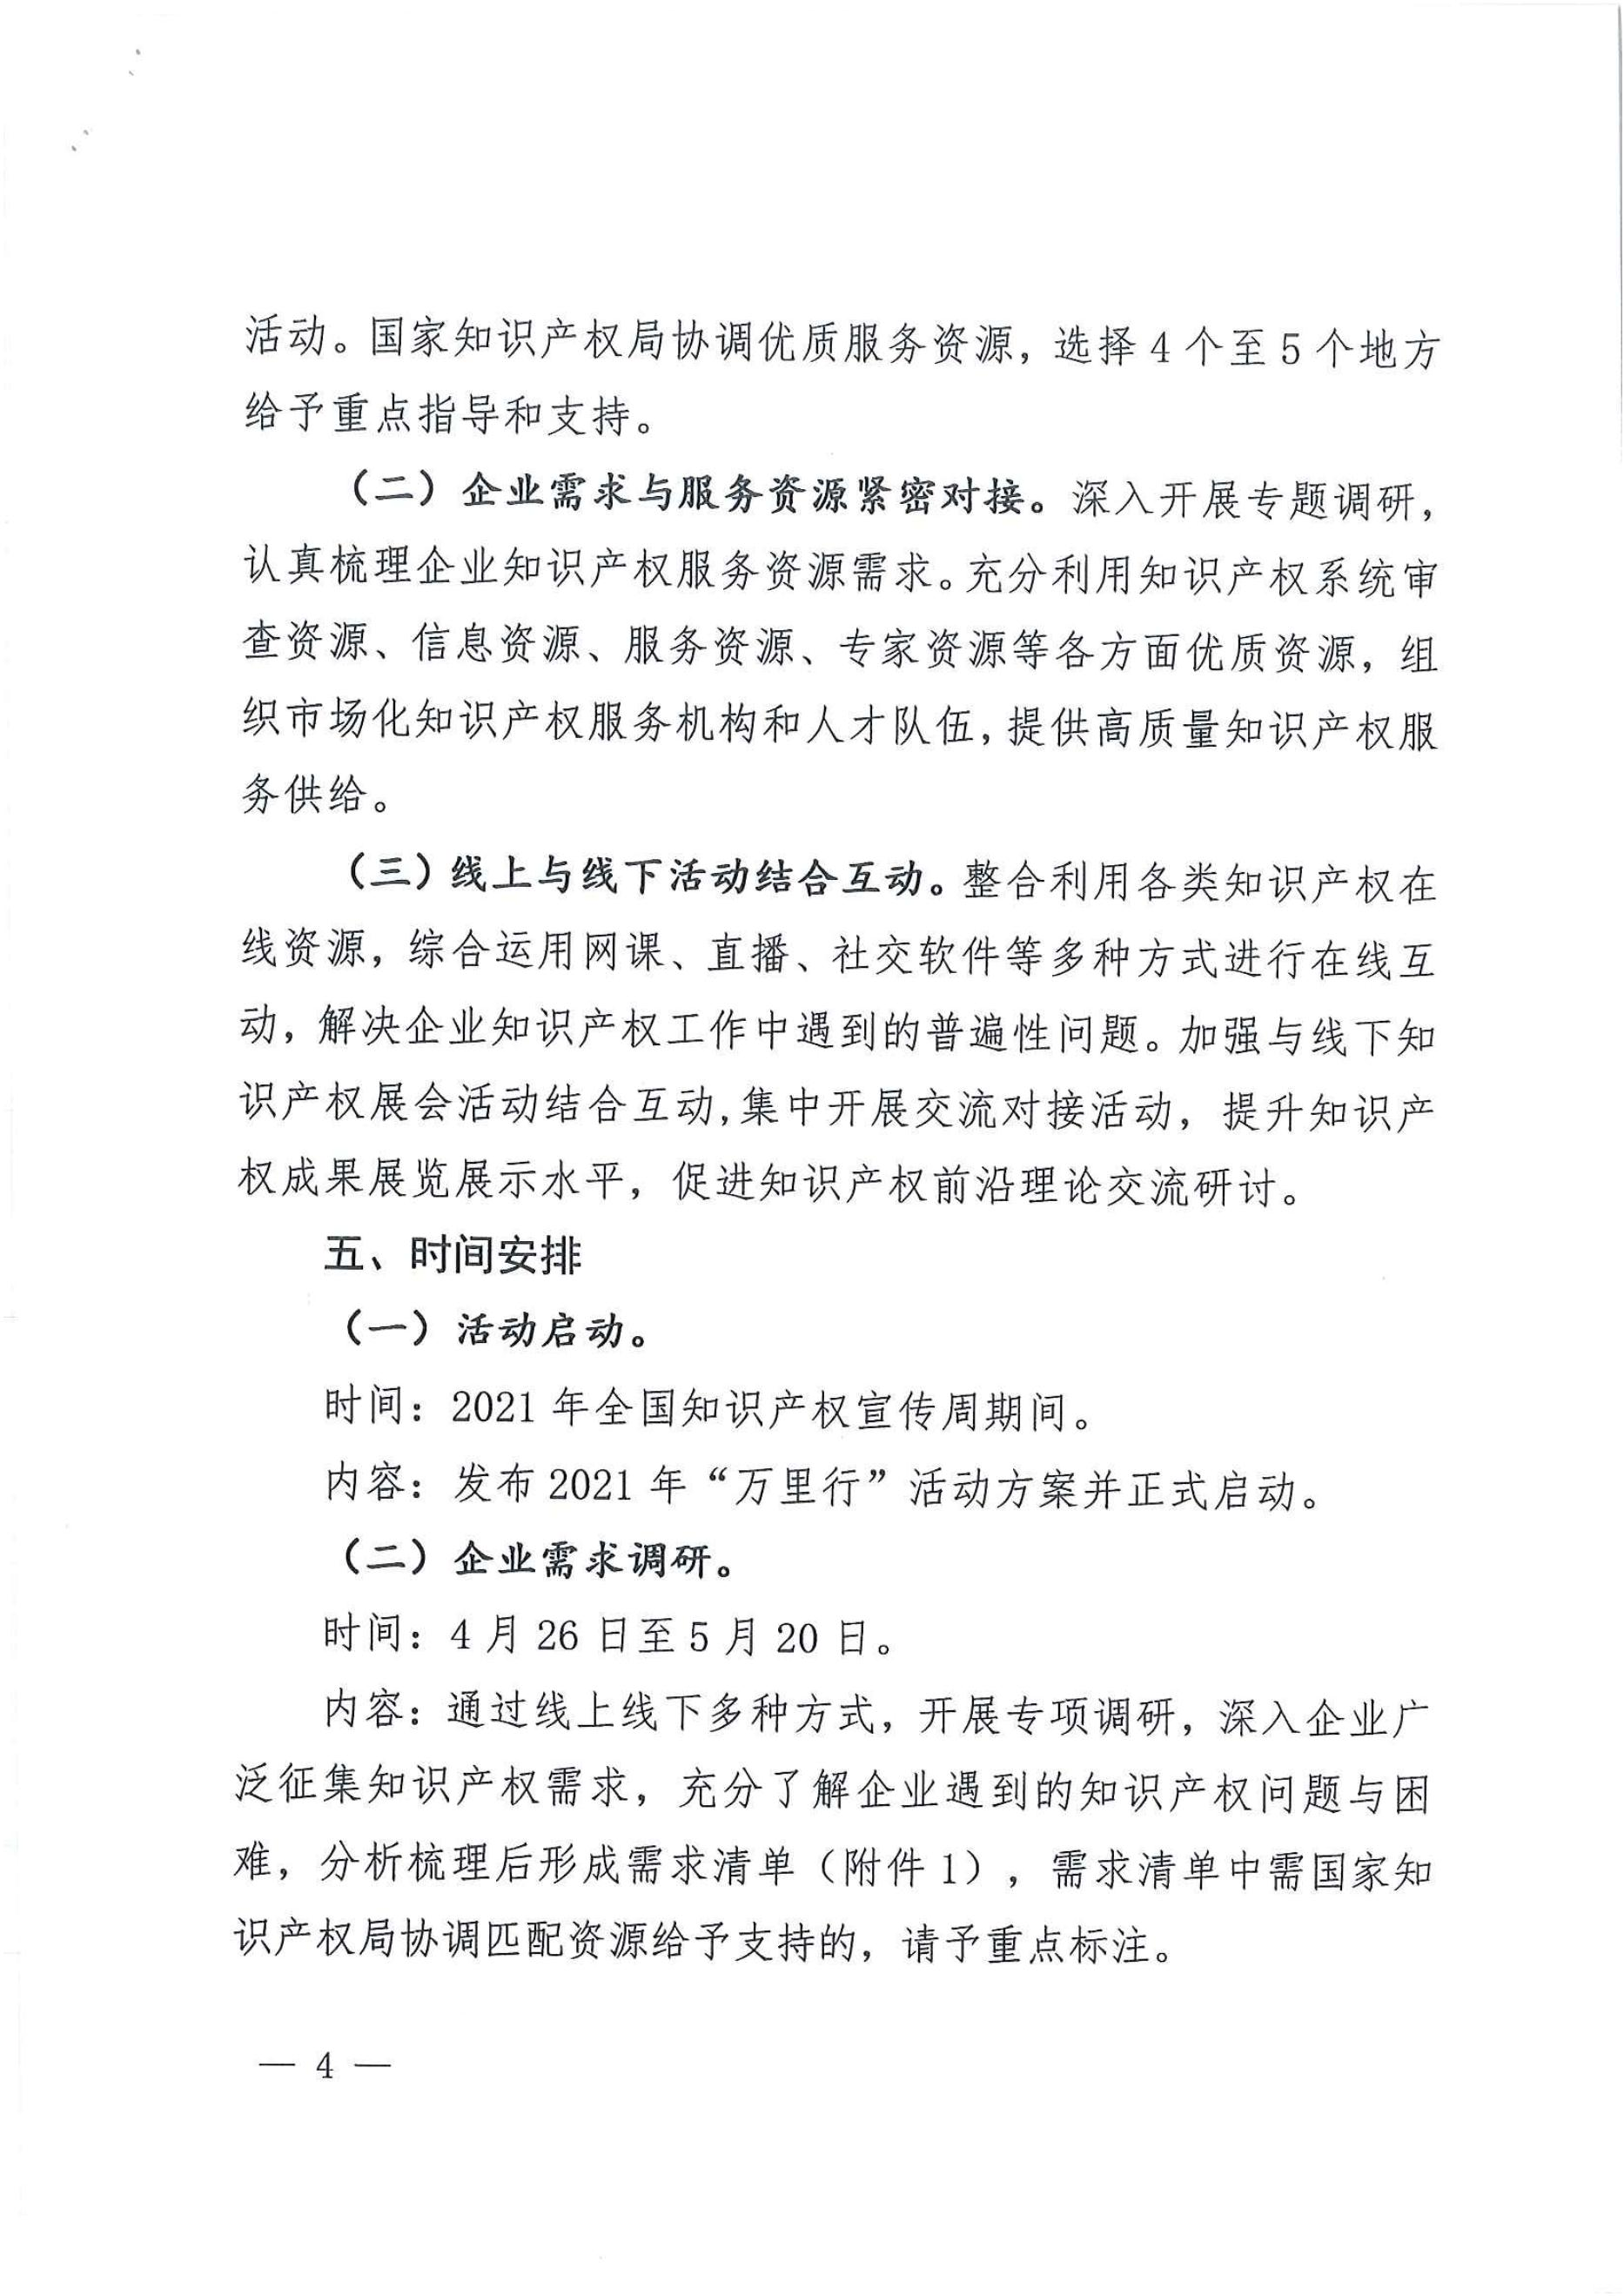 活动。国家知识产权局协调优质服务资源，选择 4 个至 5 个地方
给予重点指导和支持。
（二）企业需求与服务资源紧密对接。深入开展专题调研，
认真梳理企业知识产权服务资源需求。充分利用知识产权系统审
查资源、信息资源、服务资源、专家资源等各方面优质资源，组
织市场化知识产权服务机构和人才队伍，提供高质量知识产权服
务供给。
（三）线上与线下活动结合互动。整合利用各类知识产权在
线资源，综合运用网课、直播、社交软件等多种方式进行在线互
动，解决企业知识产权工作中遇到的普遍性问题。加强与线下知
识产权展会活动结合互动，集中开展交流对接活动，提升知识产
权成果展览展示水平，促进知识产权前沿理论交流研讨。
五、时间安排
（一）活动启动。
时间：2021 年全国知识产权宣传周期间。
内容：发布 2021 年“万里行”活动方案并正式启动。
（二）企业需求调研。
时间：4 月 26 日至 5 月 20 日。
内容：通过线上线下多种方式，开展专项调研，深入企业广
泛征集知识产权需求，充分了解企业遇到的知识产权问题与困
难，分析梳理后形成需求清单（附件 1），需求清单中需国家知
识产权局协调匹配资源给予支持的，请予重点标注。
— 4 —